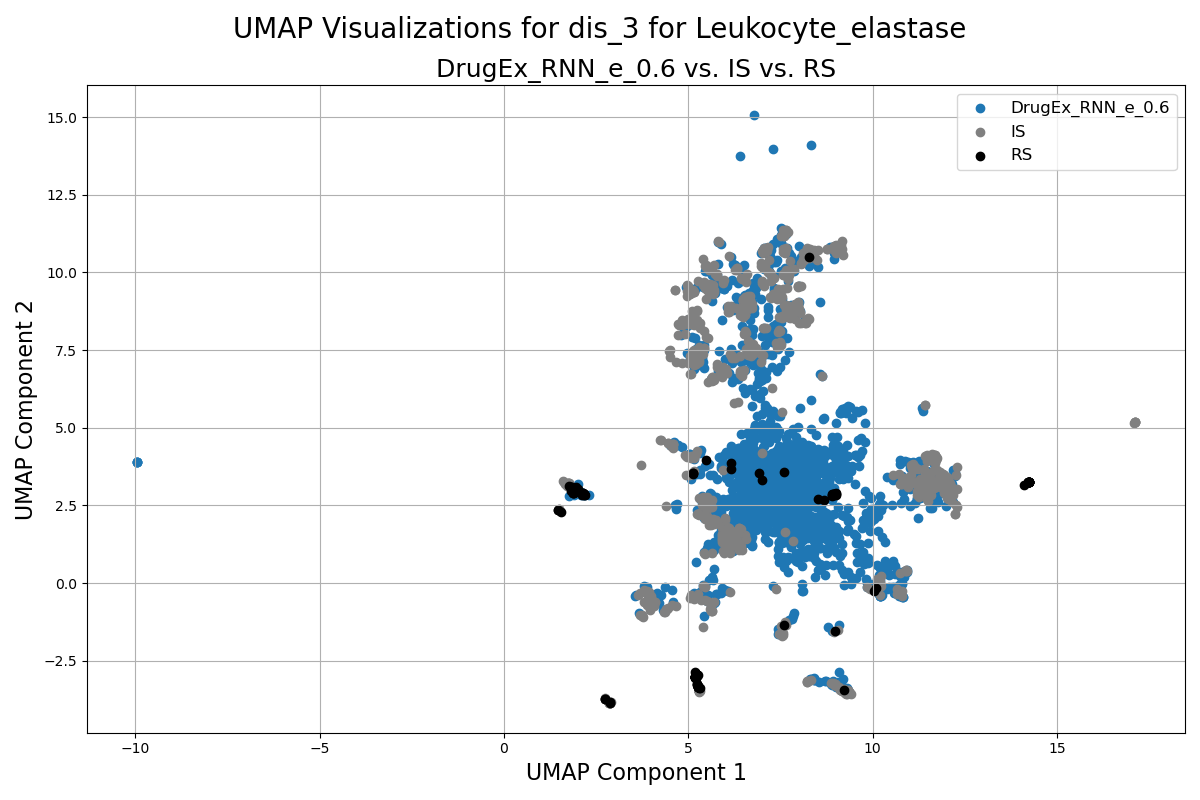 UMAP Visualizations for dis_3 for Leukocyte_elastase
DrugEx_RNN_e_0.6 vs. IS vs. RS
DrugEx_RNN_e_0.6
IS
RS
15.0
12.5
10.0
7.5
5.0
2.5
0.0
−2.5
UMAP Component 2
−10
−5
0
5
10
15
UMAP Component 1